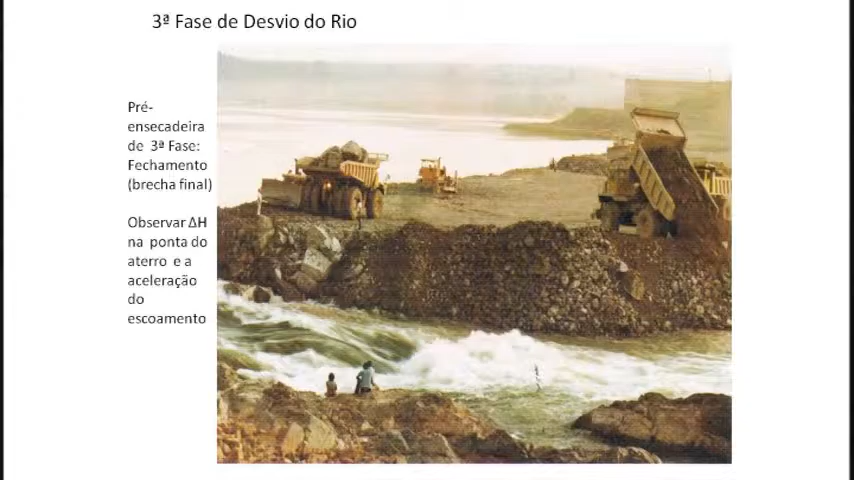 3ª Fase de Desvio do Rio
Pré-
ensecadeira
de 3ª Fase:
Fechamento
(brecha final)
Observar ΔH
na ponta do
aterro e a
aceleração
do
escoamento